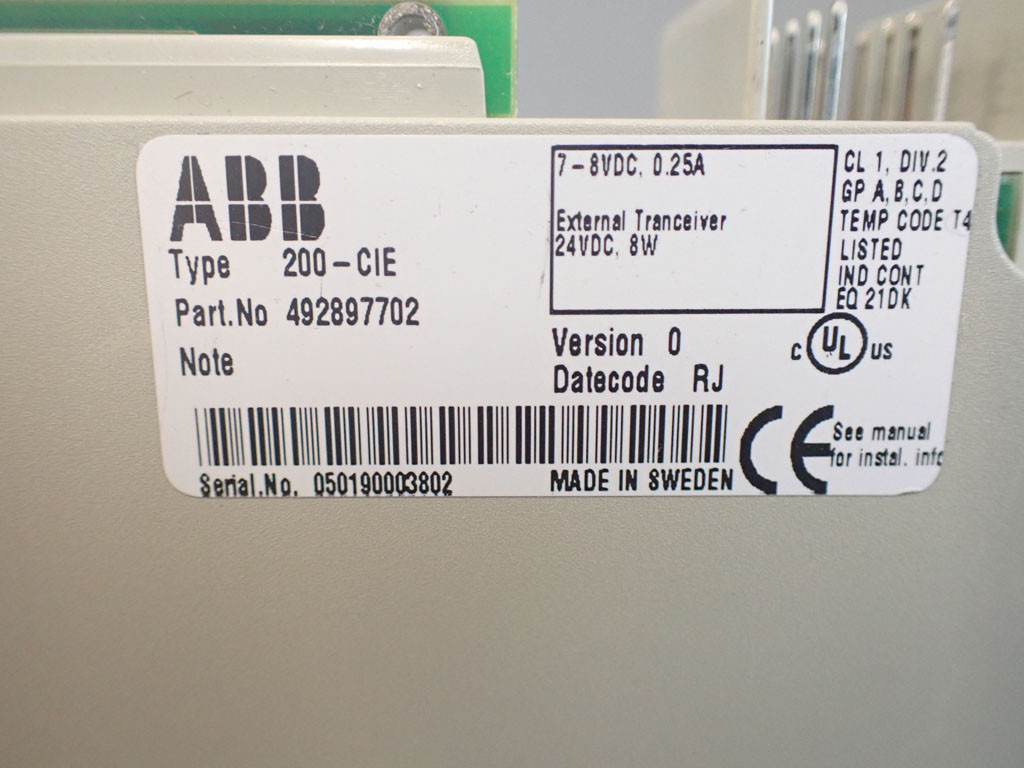 ABB
Type 200-CIE
Part.No 492897702
Note
7-8VDC, 0.25A
External Tranceiver
24VDC, 8W
Version 0
Datecode RJ
CL 1, DIV.2
GP A,B,C,D
TEMP CODE T4
LISTED
IND CONT
EQ 21DK
C UL US
Serial.No. 050190003802
MADE IN SWEDEN
CE
See manual
for instal. info